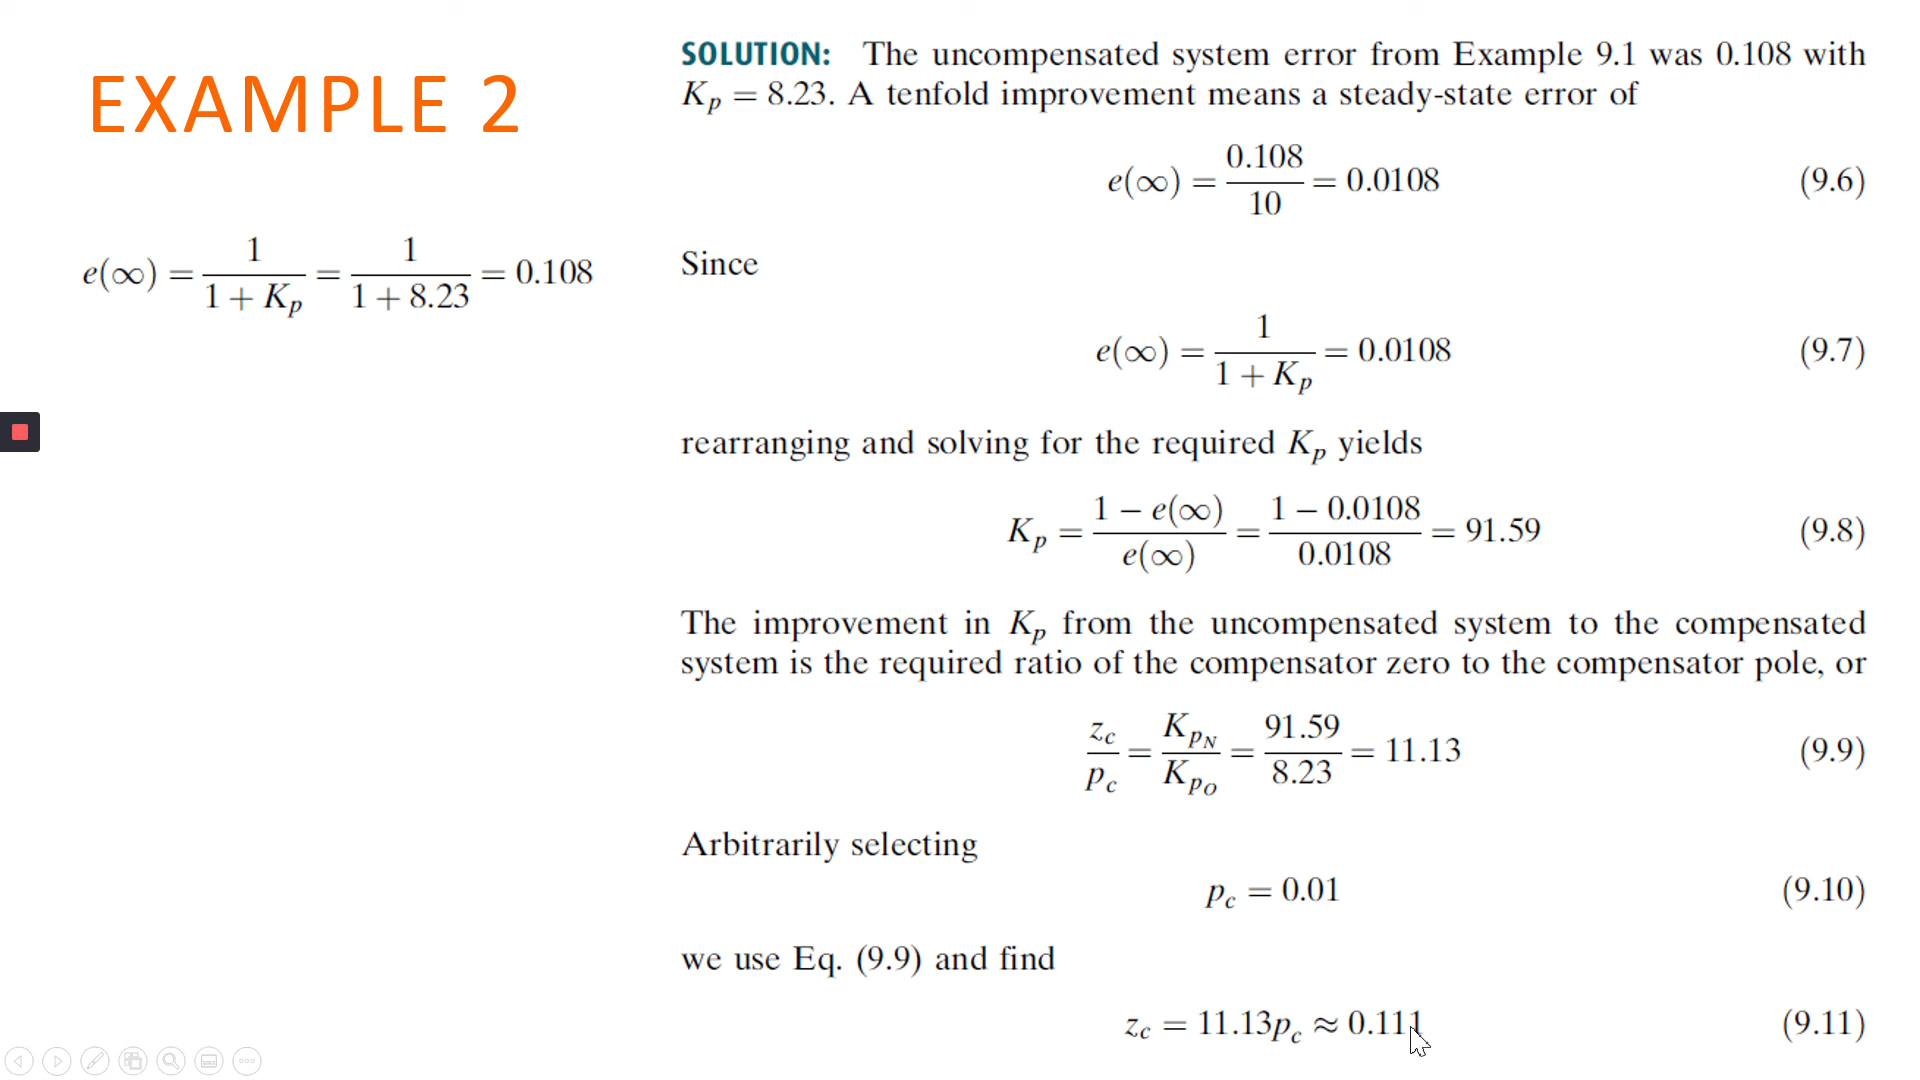 EXAMPLE 2
e(∞) = 1/(1 + K_p) = 1/(1 + 8.23) = 0.108
SOLUTION: The uncompensated system error from Example 9.1 was 0.108 with
K_p = 8.23. A tenfold improvement means a steady-state error of
e(∞) = 0.108/10 = 0.0108 (9.6)
Since
e(∞) = 1/(1 + K_p) = 0.0108 (9.7)
rearranging and solving for the required K_p yields
K_p = (1 − e(∞))/e(∞) = (1 − 0.0108)/0.0108 = 91.59 (9.8)
The improvement in K_p from the uncompensated system to the compensated
system is the required ratio of the compensator zero to the compensator pole, or
z_c/p_c = K_{p_N}/K_{p_O} = 91.59/8.23 = 11.13 (9.9)
Arbitrarily selecting
p_c = 0.01 (9.10)
we use Eq. (9.9) and find
z_c = 11.13p_c ≈ 0.111 (9.11)